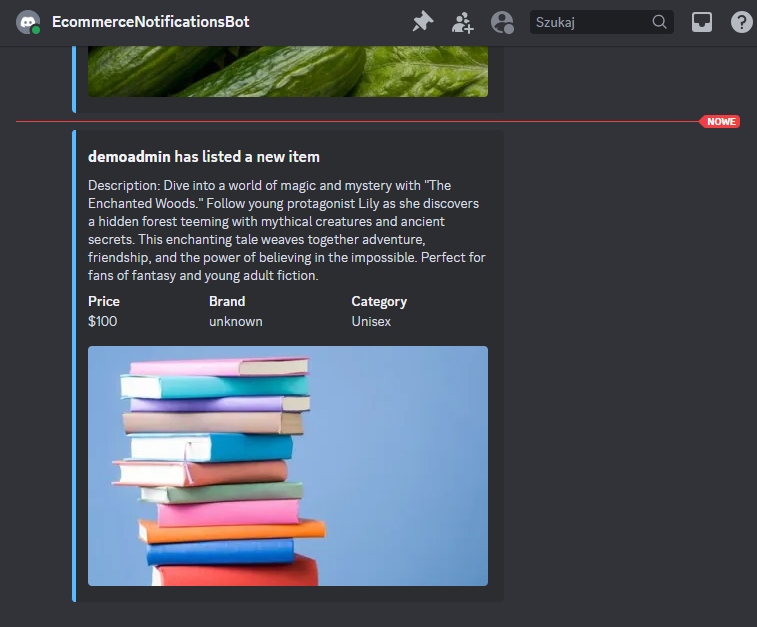 EcommerceNotificationsBot
Szukaj
NOWE
demoadmin has listed a new item
Description: Dive into a world of magic and mystery with "The
Enchanted Woods." Follow young protagonist Lily as she discovers
a hidden forest teeming with mythical creatures and ancient
secrets. This enchanting tale weaves together adventure,
friendship, and the power of believing in the impossible. Perfect for
fans of fantasy and young adult fiction.
Price Brand Category
$100 unknown Unisex